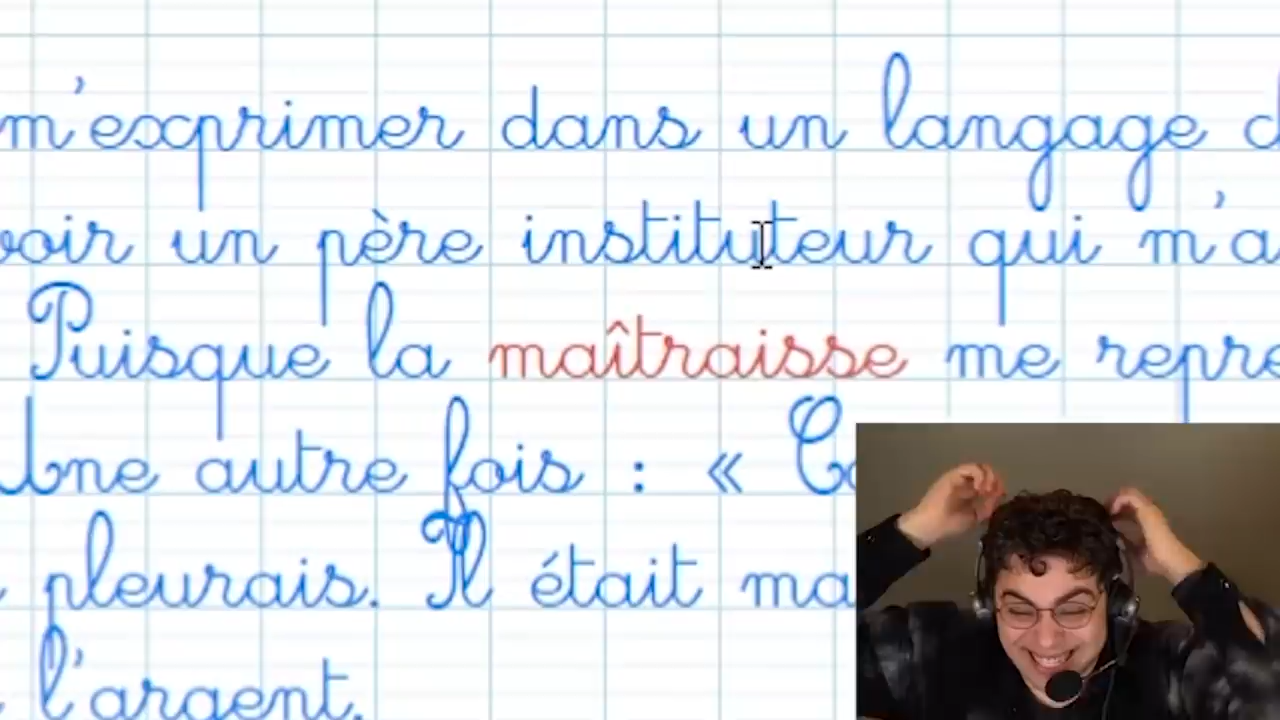 m'exprimer dans un langage
voir un père instituteur qui m'a
Puisque la maîtraisse me repre
Une autre fois : «
pleurais. Il était ma
l'argent.